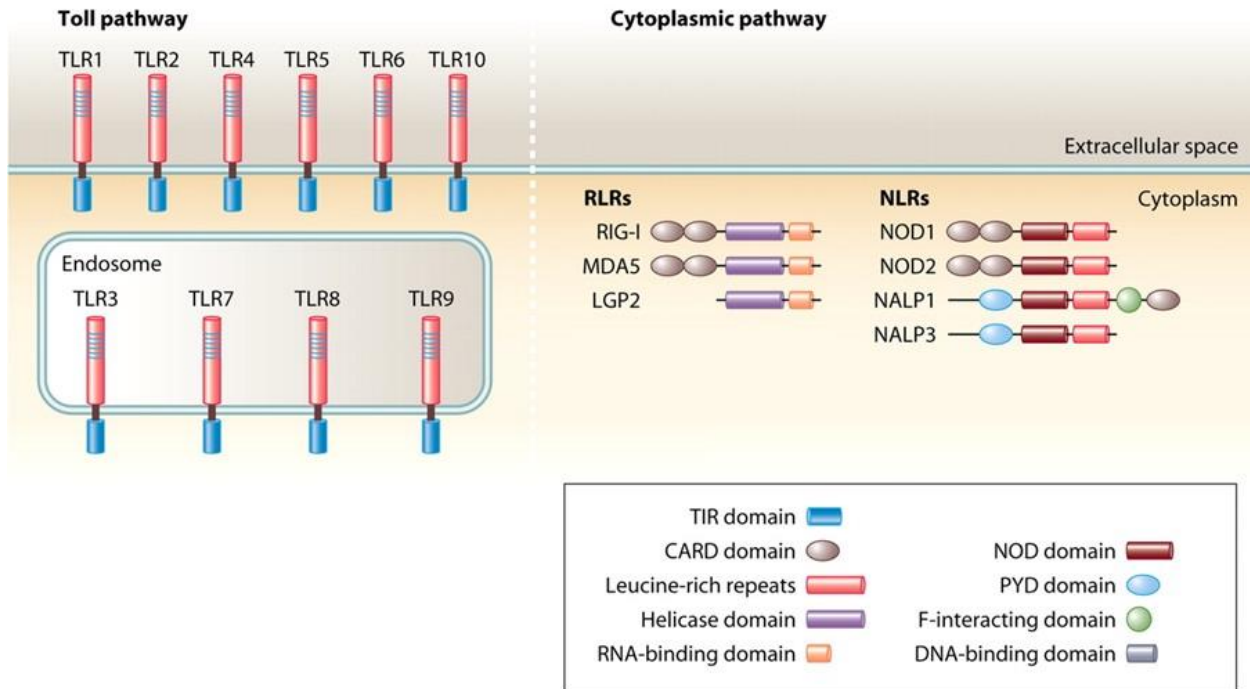 Toll pathway
Cytoplasmic pathway
TLR1 TLR2 TLR4 TLR5 TLR6 TLR10
Extracellular space
Cytoplasm
RLRs
RIG-I
MDA5
LGP2
NLRs
NOD1
NOD2
NALP1
NALP3
Endosome
TLR3 TLR7 TLR8 TLR9
TIR domain
CARD domain
Leucine-rich repeats
Helicase domain
RNA-binding domain
NOD domain
PYD domain
F-interacting domain
DNA-binding domain